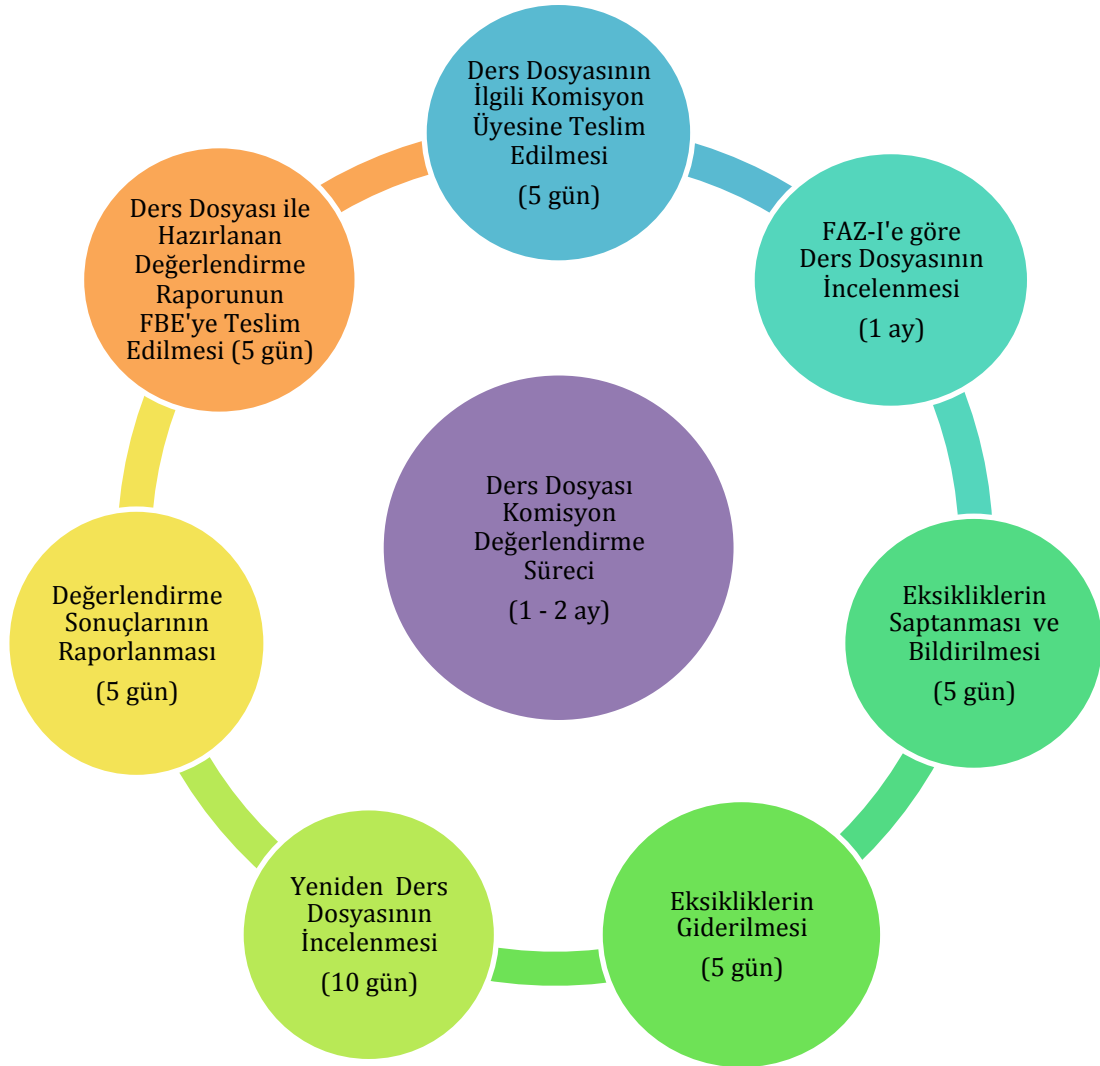 Ders Dosyasının
İlgili Komisyon
Üyesine Teslim
Edilmesi
(5 gün)
FAZ-I'e göre
Ders Dosyasının
İncelenmesi
(1 ay)
Eksikliklerin
Saptanması ve
Bildirilmesi
(5 gün)
Eksikliklerin
Giderilmesi
(5 gün)
Yeniden Ders
Dosyasının
İncelenmesi
(10 gün)
Değerlendirme
Sonuçlarının
Raporlanması
(5 gün)
Ders Dosyası ile
Hazırlanan
Değerlendirme
Raporunun
FBE'ye Teslim
Edilmesi (5 gün)
Ders Dosyası
Komisyon
Değerlendirme
Süreci
(1 - 2 ay)